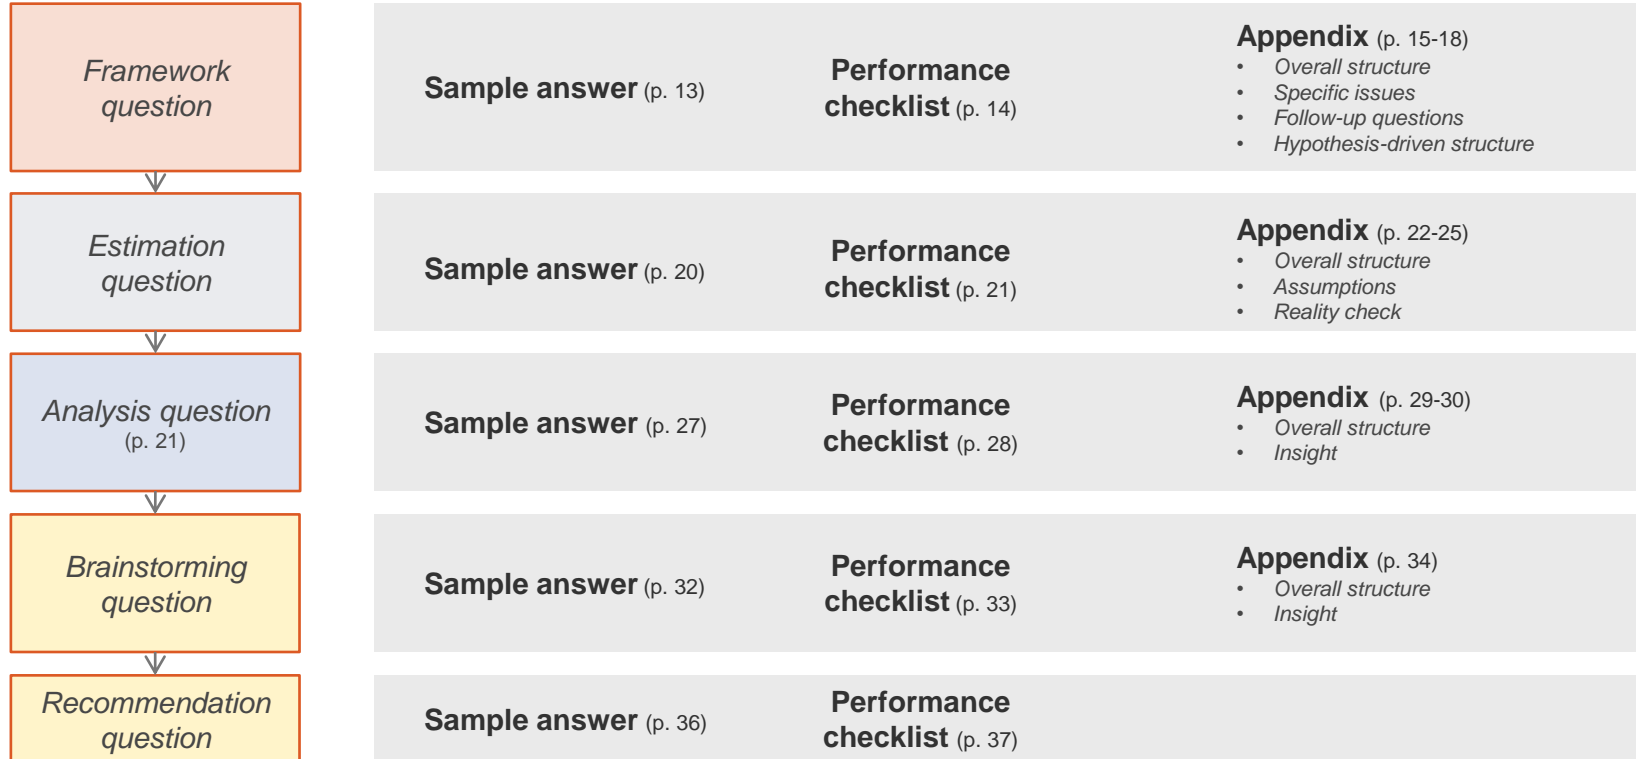 Framework
question
Sample answer (p. 13)
Performance
checklist (p. 14)
Appendix (p. 15-18)
• Overall structure
• Specific issues
• Follow-up questions
• Hypothesis-driven structure
Estimation
question
Sample answer (p. 20)
Performance
checklist (p. 21)
Appendix (p. 22-25)
• Overall structure
• Assumptions
• Reality check
Analysis question
(p. 21)
Sample answer (p. 27)
Performance
checklist (p. 28)
Appendix (p. 29-30)
• Overall structure
• Insight
Brainstorming
question
Sample answer (p. 32)
Performance
checklist (p. 33)
Appendix (p. 34)
• Overall structure
• Insight
Recommendation
question
Sample answer (p. 36)
Performance
checklist (p. 37)